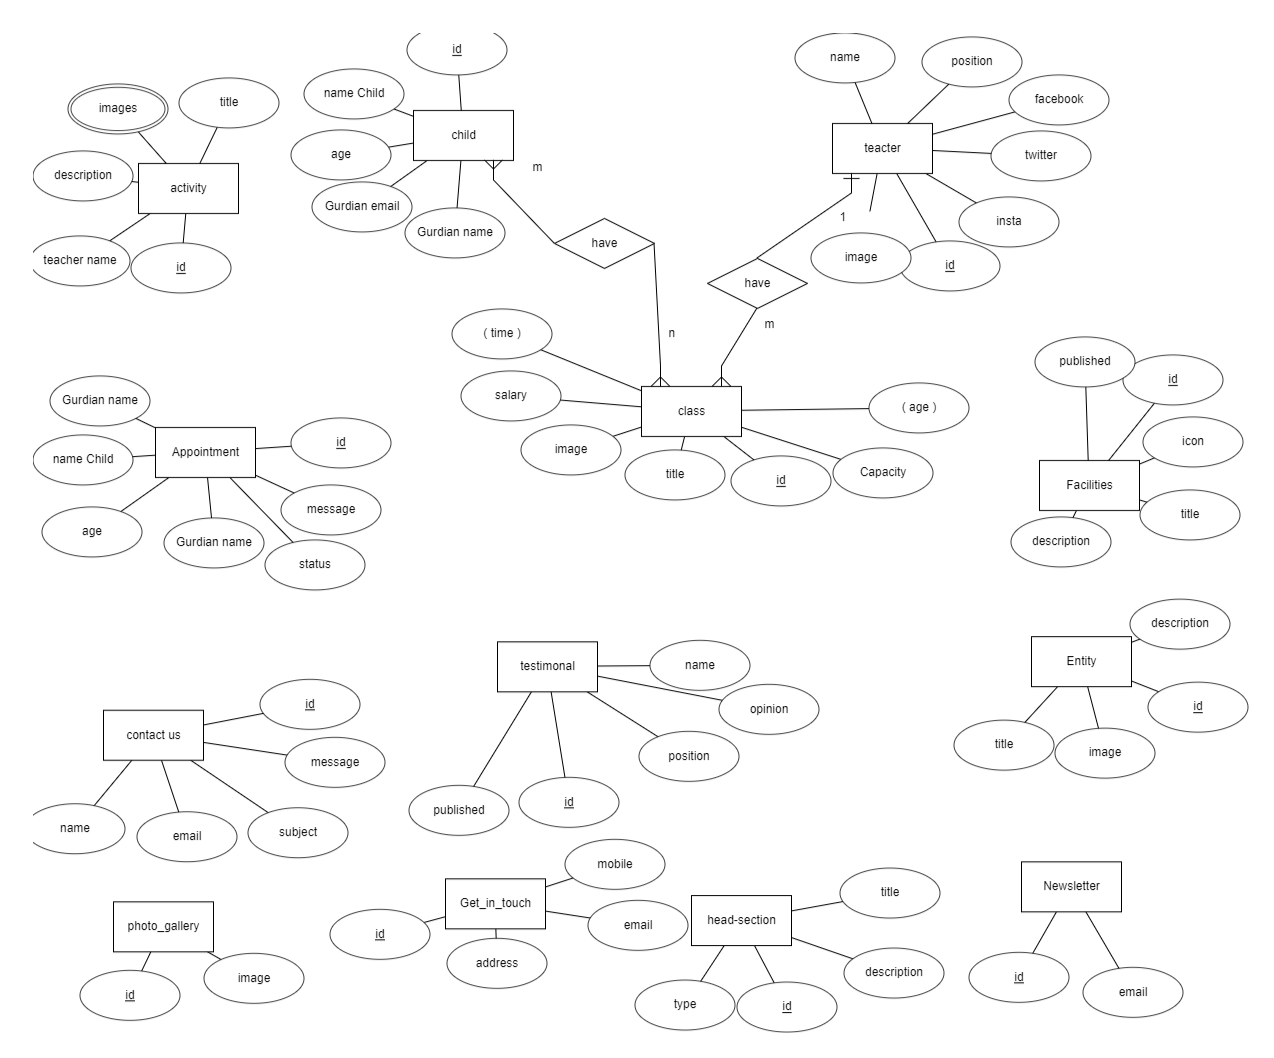 id
name
position
name Child
facebook
images
title
child
teacter
age
twitter
m
description
activity
Gurdian email
1
insta
Gurdian name
have
teacher name
id
image
id
have
( time )
n
m
published
id
salary
class
( age )
Gurdian name
image
icon
name Child
Appointment
id
title
id
Capacity
Facilities
message
title
age
Gurdian name
description
status
description
testimonal
name
Entity
id
opinion
id
contact us
message
position
title
image
published
id
name
email
subject
mobile
Newsletter
Get_in_touch
title
photo_gallery
id
email
head-section
address
description
id
image
type
id
id
email